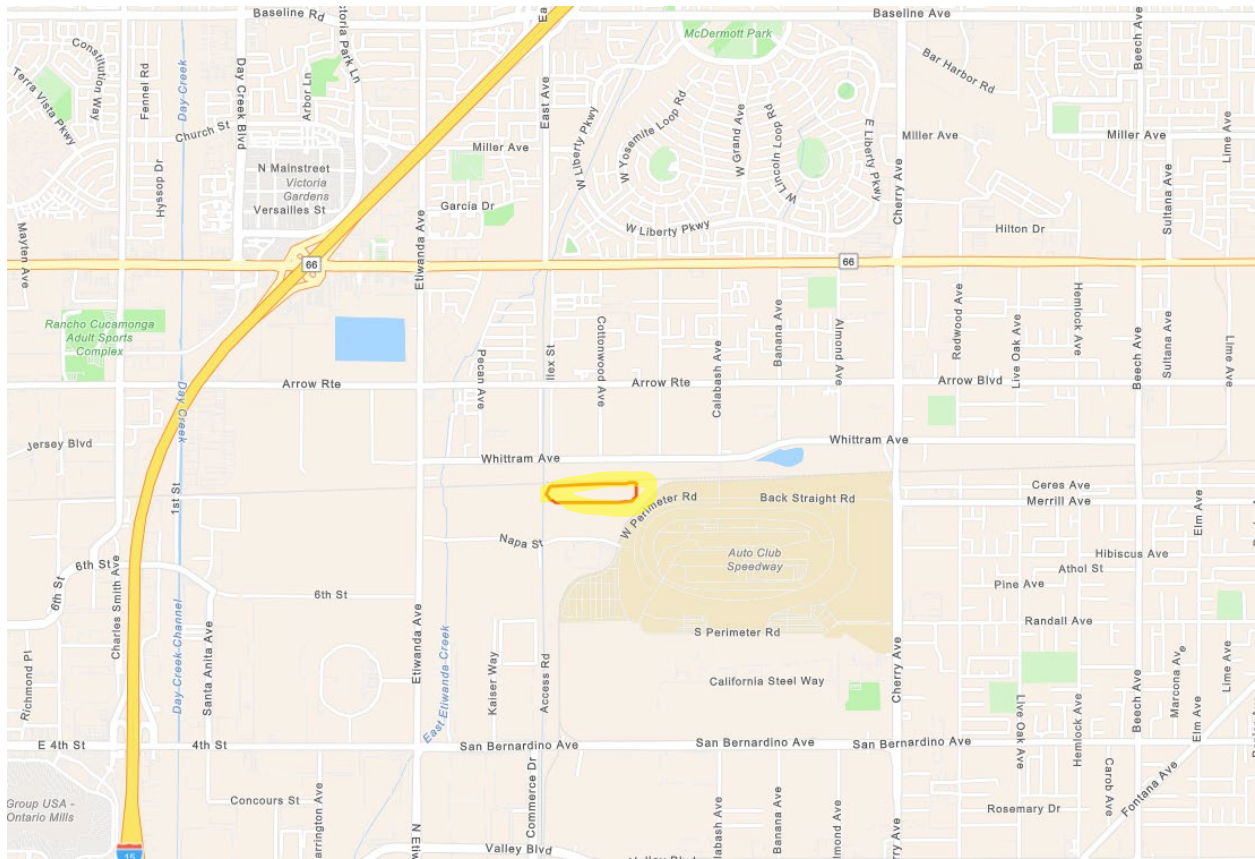 Baseline Rd
Baseline Ave
McDermott Park
Constitution Way
Terra Vista Pkwy
Fennel Rd
Day Creek
Day Creek Blvd
Arbor Ln
East Ave
W Liberty Pkwy
W Yosemite Loop Rd
W Grand Ave
W Lincoln Loop Rd
E Liberty Pkwy
Bar Harbor Rd
Beech Ave
Church St
Miller Ave
Miller Ave
Miller Ave
Lime Ave
Hyssop Dr
N Mainstreet
Victoria
Gardens
Versailles St
Garcia Dr
Etiwanda Ave
W Liberty Pkwy
Cherry Ave
Hilton Dr
Sultana Ave
Mayten Ave
66
66
Rancho Cucamonga
Adult Sports
Complex
Pecan Ave
Ilex St
Cottonwood Ave
Calabash Ave
Banana Ave
Almond Ave
Redwood Ave
Live Oak Ave
Hemlock Ave
Beech Ave
Sultana Ave
Lime Ave
Arrow Rte
Arrow Rte
Arrow Blvd
Day Creek
Jersey Blvd
Whittram Ave
Whittram Ave
1st St
W Perimeter Rd
Back Straight Rd
Ceres Ave
Merrill Ave
Elm Ave
Napa St
Auto Club
Speedway
Hibiscus Ave
Athol St
6th St
6th St
6th St
Charles Smith Ave
Pine Ave
Randall Ave
S Perimeter Rd
Day Creek Channel
Santa Anita Ave
Etiwanda Ave
East Etiwanda Creek
Kaiser Way
Access Rd
California Steel Way
Cherry Ave
Richmond Pl
Live Oak Ave
Hemlock Ave
Beech Ave
Marcona Ave
Elm Ave
Lime Ave
E 4th St
4th St
San Bernardino Ave
San Bernardino Ave
San Bernardino Ave
Group USA -
Ontario Mills
Concours St
Commerce Dr
Banana Ave
Rosemary Dr
Carob Ave
Fontana Ave
Valley Blvd
15